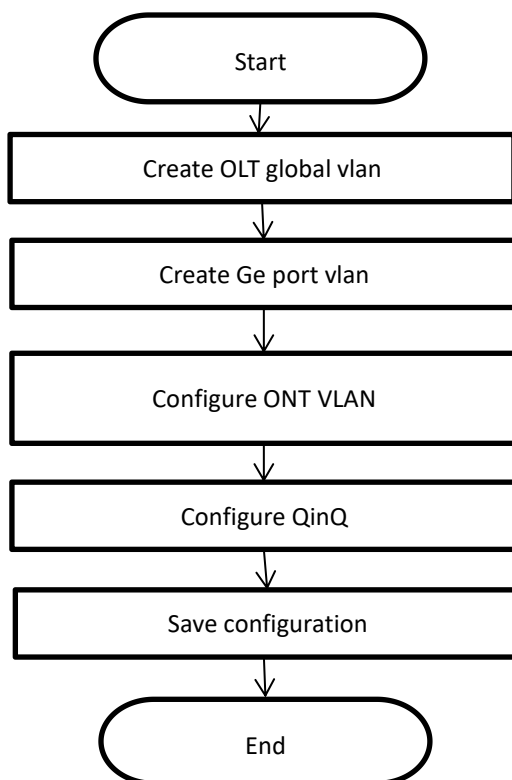 Start
Create OLT global vlan
Create Ge port vlan
Configure ONT VLAN
Configure QinQ
Save configuration
End